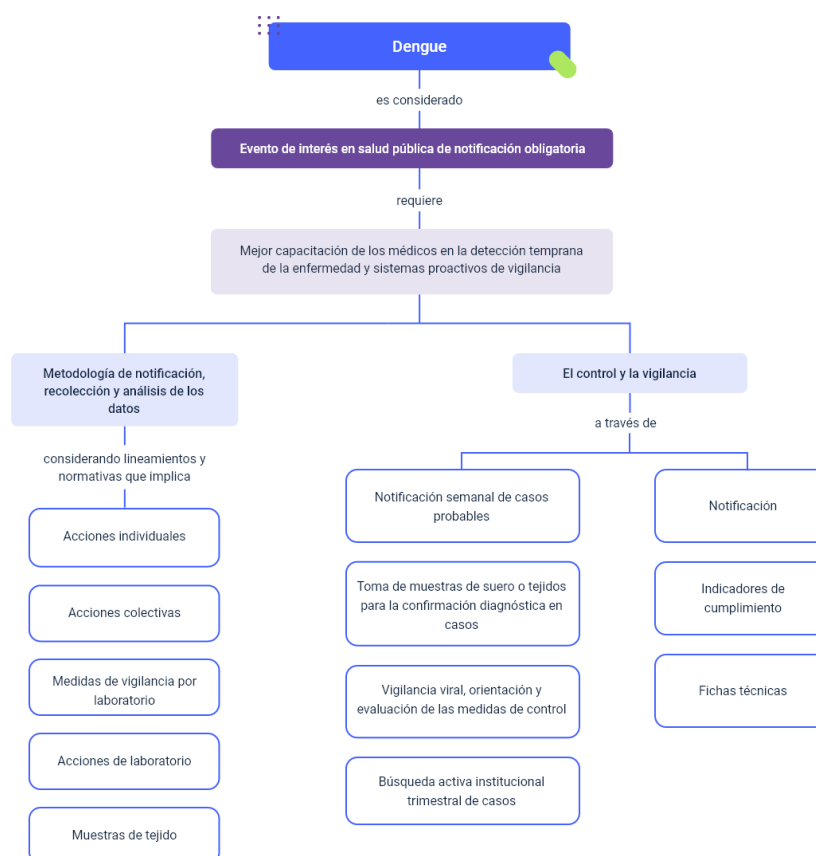 Dengue
es considerado
Evento de interés en salud pública de notificación obligatoria
requiere
Mejor capacitación de los médicos en la detección temprana
de la enfermedad y sistemas proactivos de vigilancia
Metodología de notificación,
recolección y análisis de los
datos
considerando lineamientos y
normativas que implica
Acciones individuales
Acciones colectivas
Medidas de vigilancia por
laboratorio
Acciones de laboratorio
Muestras de tejido
El control y la vigilancia
a través de
Notificación semanal de casos
probables
Toma de muestras de suero o tejidos
para la confirmación diagnóstica en
casos
Vigilancia viral, orientación y
evaluación de las medidas de control
Búsqueda activa institucional
trimestral de casos
Notificación
Indicadores de
cumplimiento
Fichas técnicas